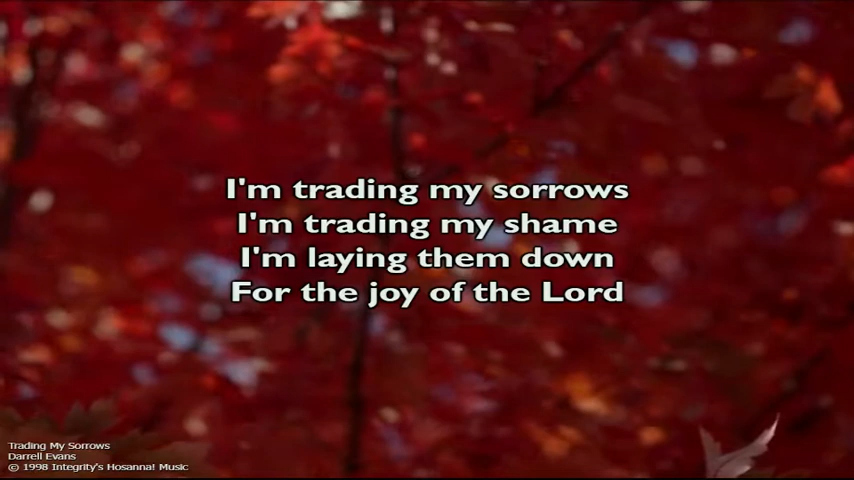 I'm trading my sorrows
I'm trading my shame
I'm laying them down
For the joy of the Lord
Trading My Sorrows
Darrell Evans
© 1998 Integrity's Hosanna! Music